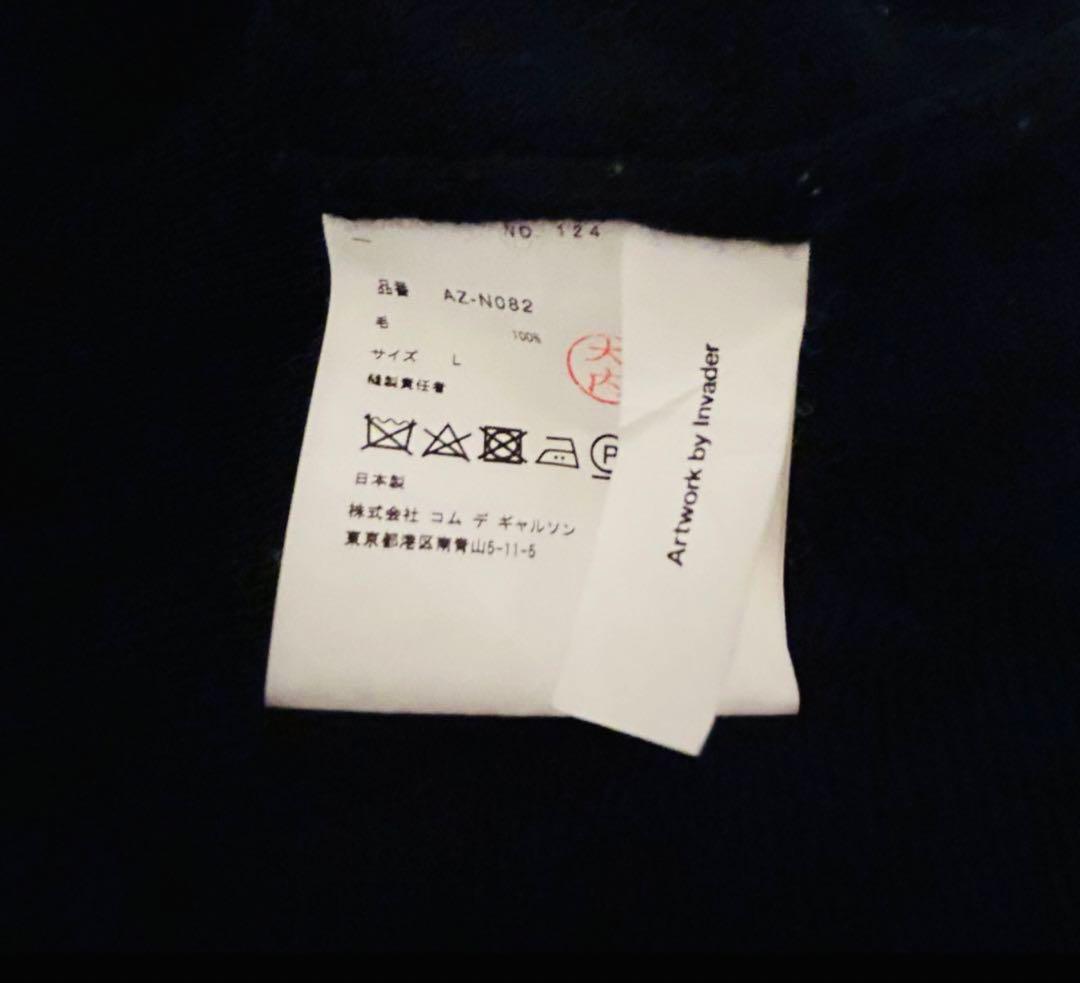 NO. 124
品番 AZ-N082
毛 100%
サイズ L
縫製責任者
大内
P
日本製
株式会社 コム デ ギャルソン
東京都港区南青山5-11-5
Artwork by Invader